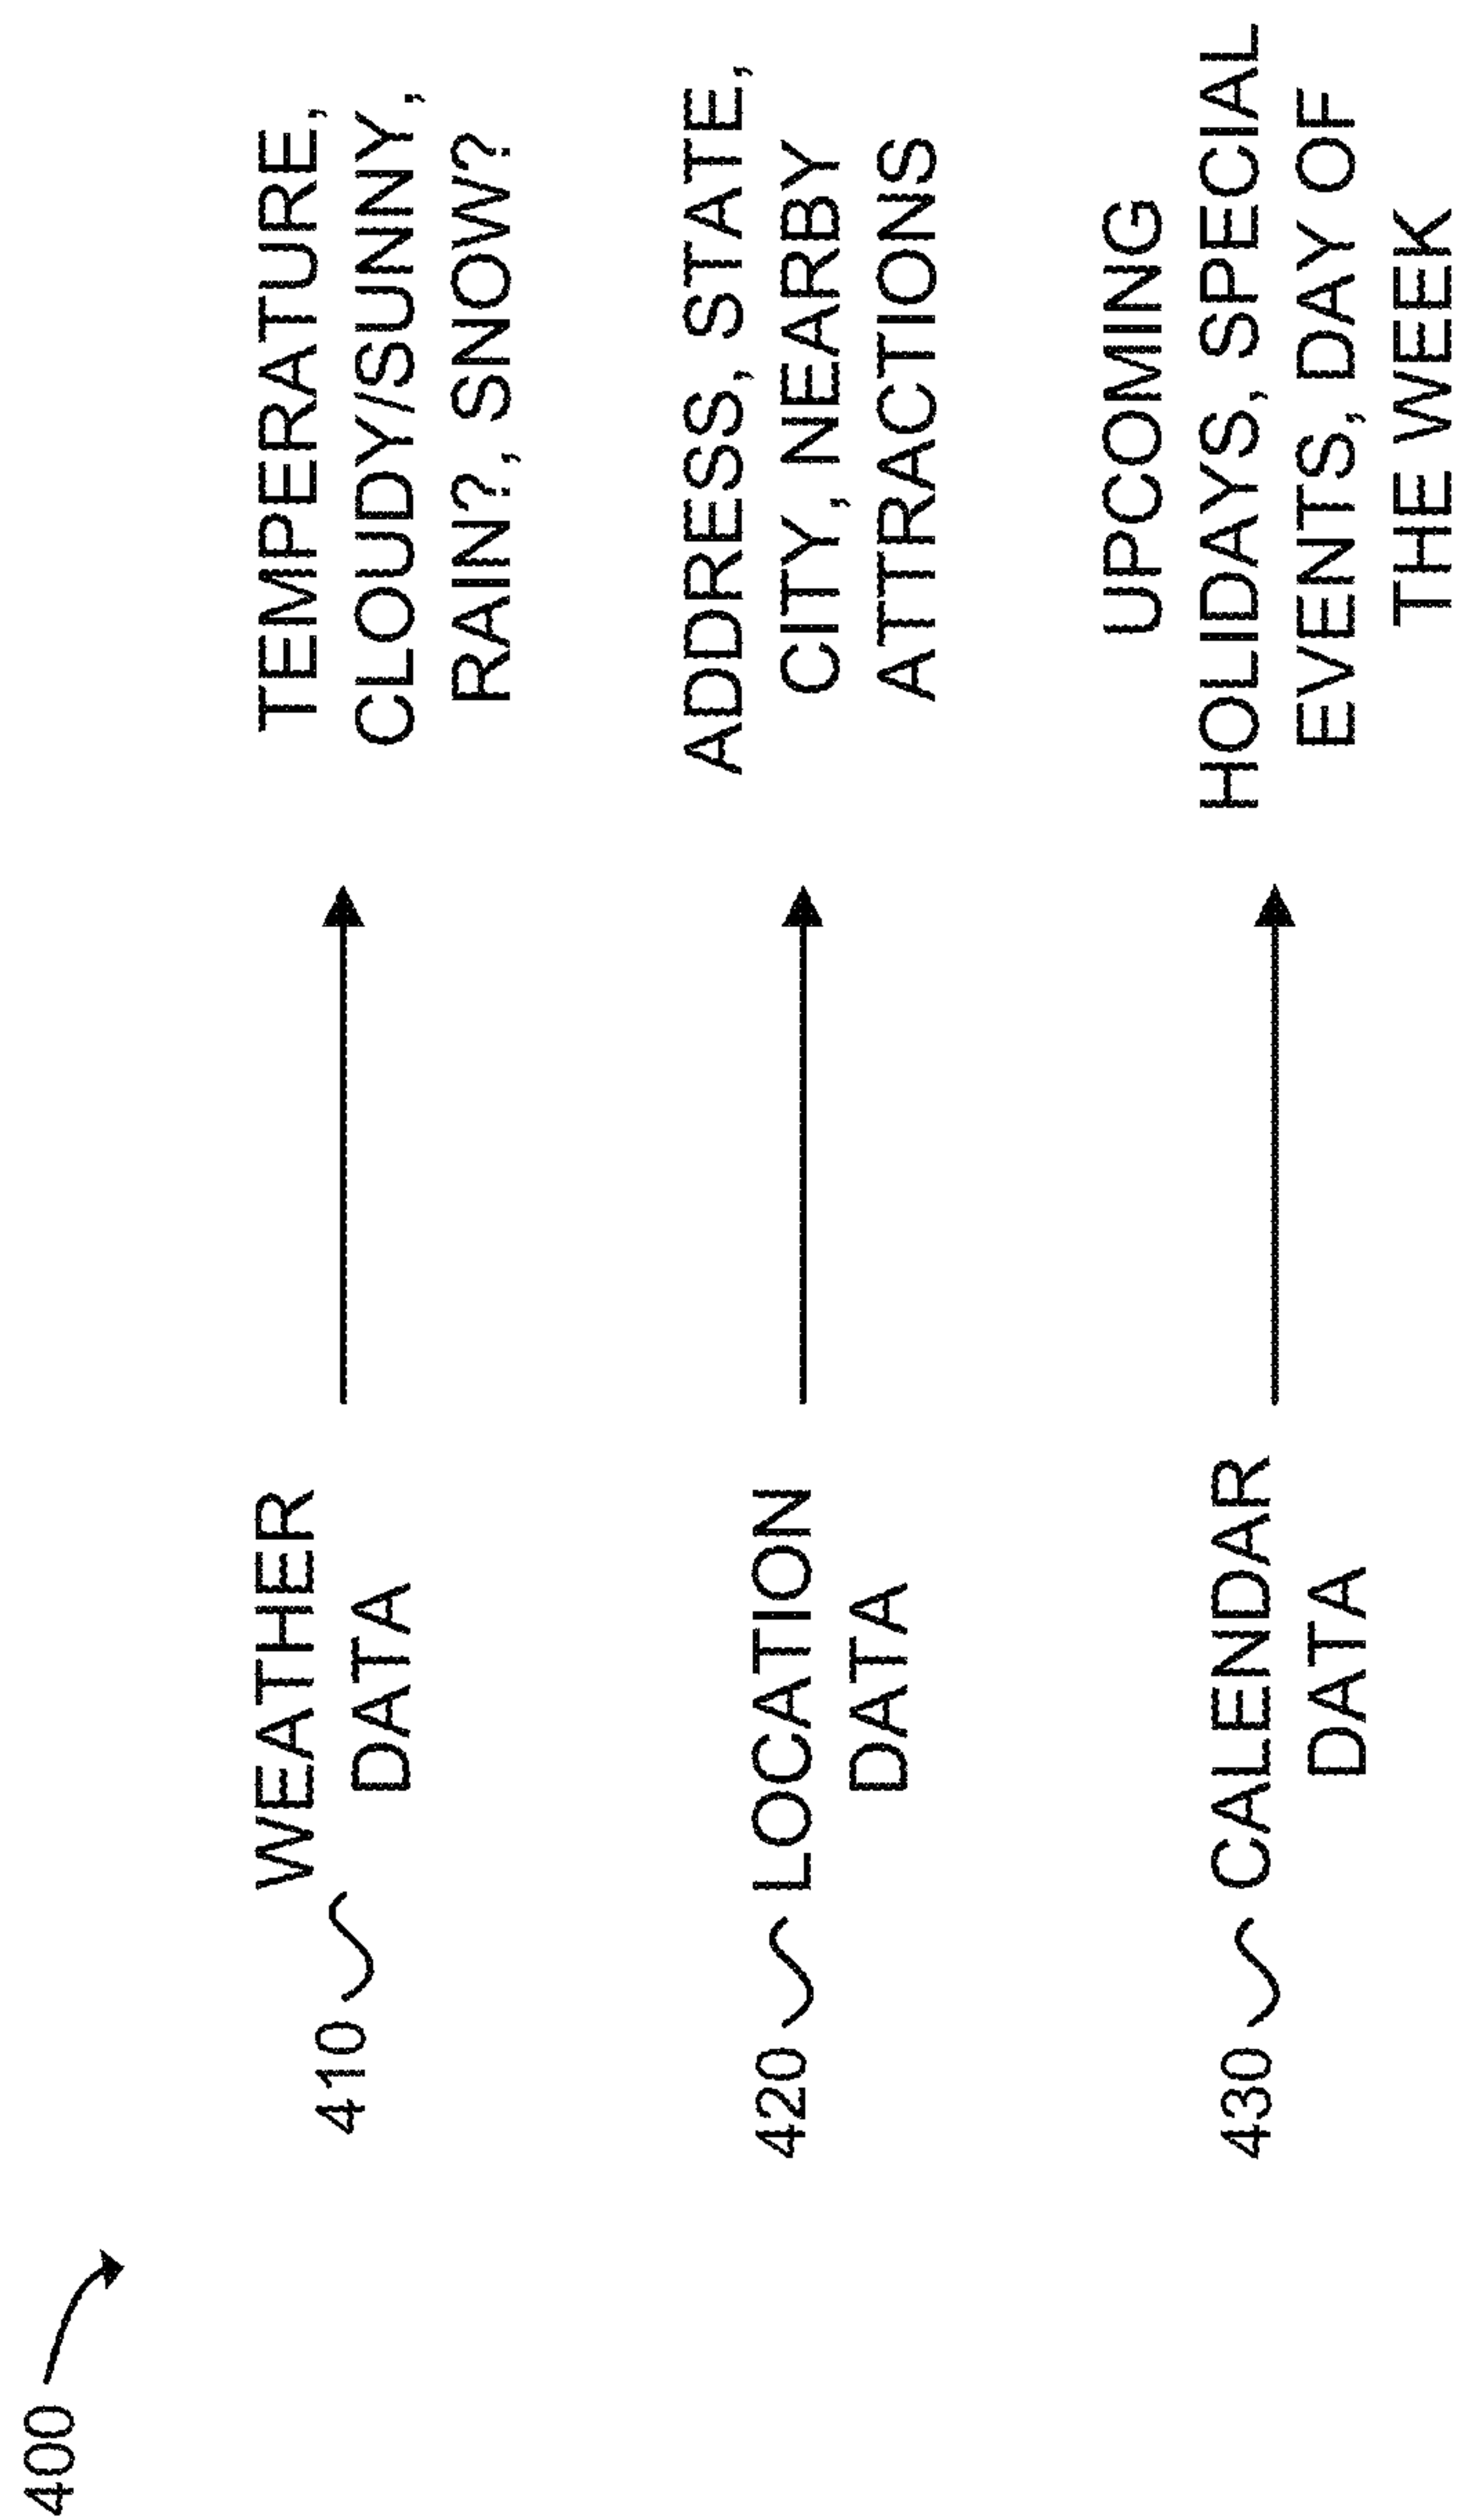 400
410
WEATHER
DATA
TEMPERATURE,
CLOUDY/SUNNY,
RAIN?, SNOW?
420
LOCATION
DATA
ADDRESS, STATE,
CITY, NEARBY
ATTRACTIONS
430
CALENDAR
DATA
UPCOMING
HOLIDAYS, SPECIAL
EVENTS, DAY OF
THE WEEK